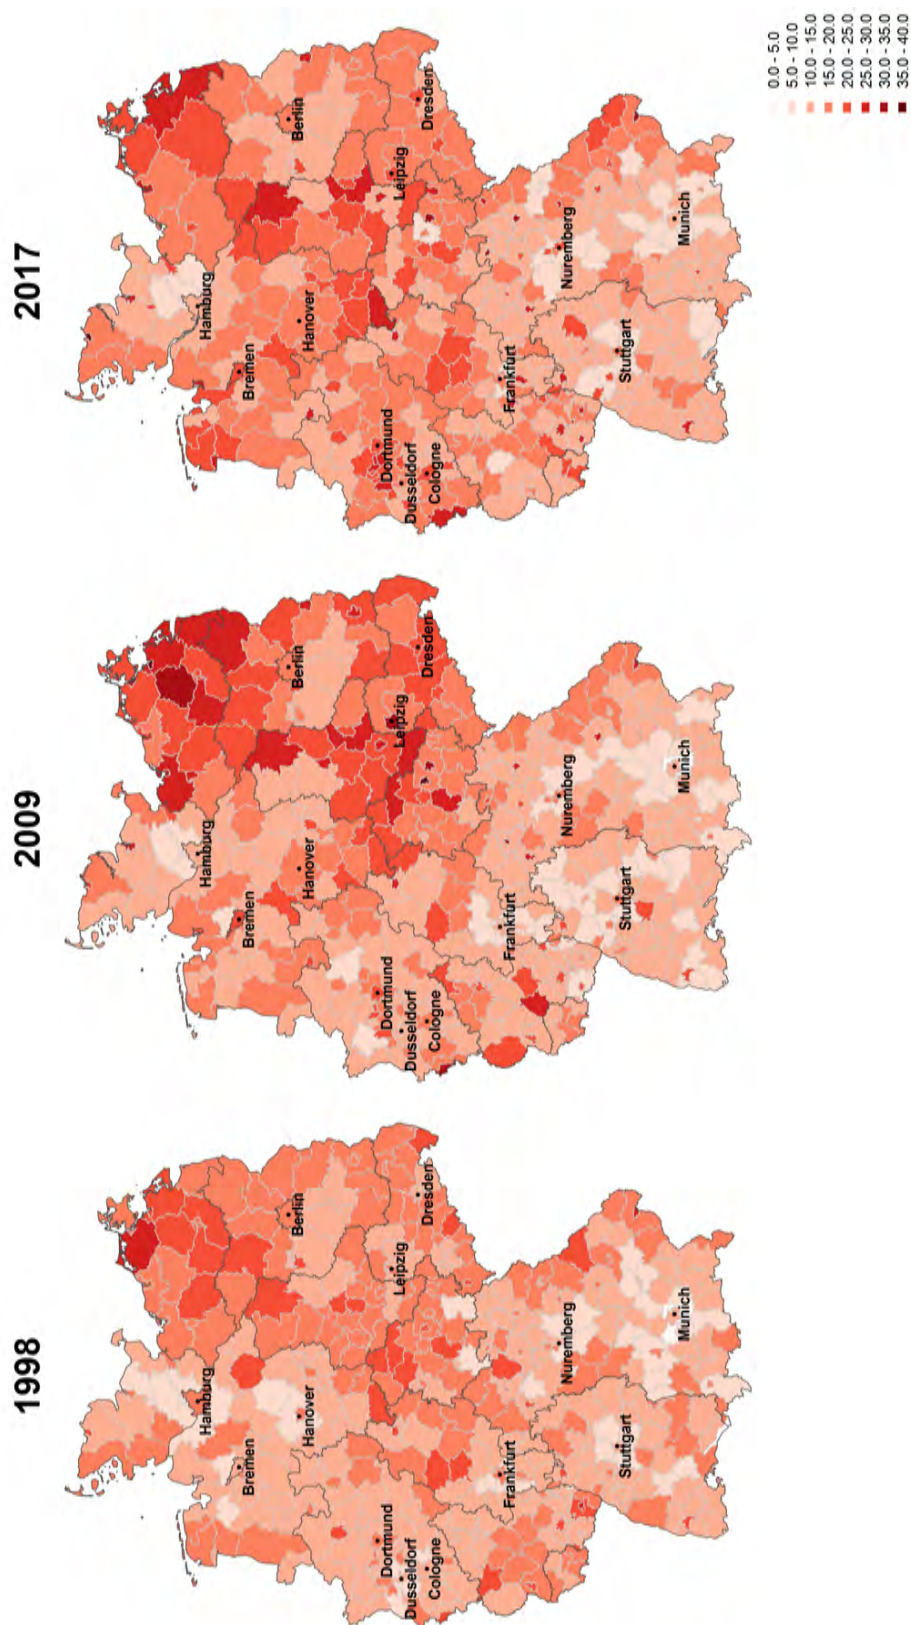 1998
Hamburg
Bremen
Hanover
Berlin
Dortmund
Düsseldorf
Cologne
Leipzig
Dresden
Frankfurt
Nuremberg
Stuttgart
Munich
2009
Hamburg
Bremen
Hanover
Berlin
Dortmund
Düsseldorf
Cologne
Leipzig
Dresden
Frankfurt
Nuremberg
Stuttgart
Munich
2017
Hamburg
Bremen
Hanover
Berlin
Dortmund
Düsseldorf
Cologne
Leipzig
Dresden
Frankfurt
Nuremberg
Stuttgart
Munich
0.0 - 5.0
5.0 - 10.0
10.0 - 15.0
15.0 - 20.0
20.0 - 25.0
25.0 - 30.0
30.0 - 35.0
35.0 - 40.0